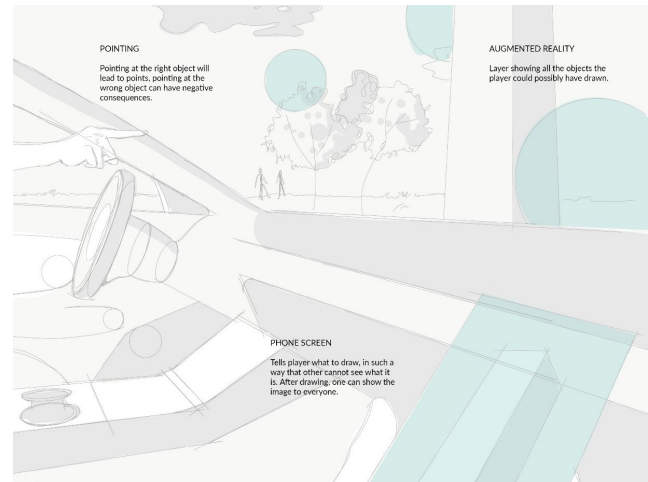 POINTING
Pointing at the right object will
lead to points, pointing at the
wrong object can have negative
consequences.
AUGMENTED REALITY
Layer showing all the objects the
player could possibly have drawn.
PHONE SCREEN
Tells player what to draw, in such a
way that other cannot see what it
is. After drawing, one can show the
image to everyone.